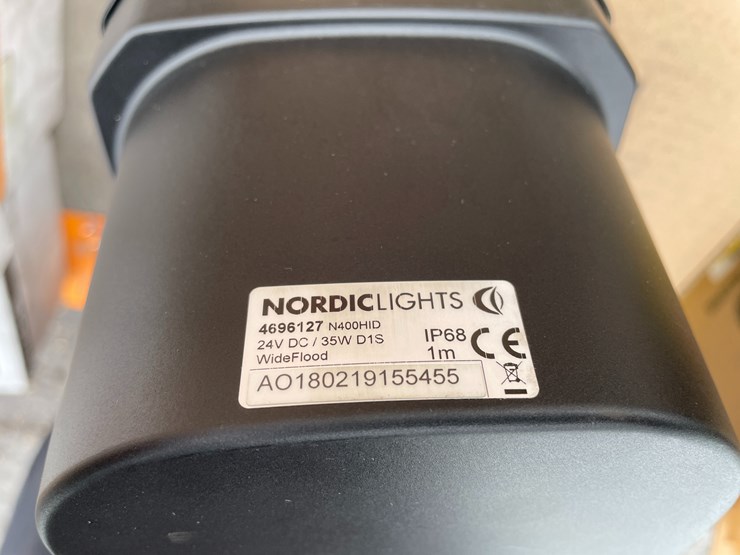 NORDICLIGHTS
4696127 N400HID
24V DC / 35W D1S
WideFlood
IP68
1m
CE
AO180219155455